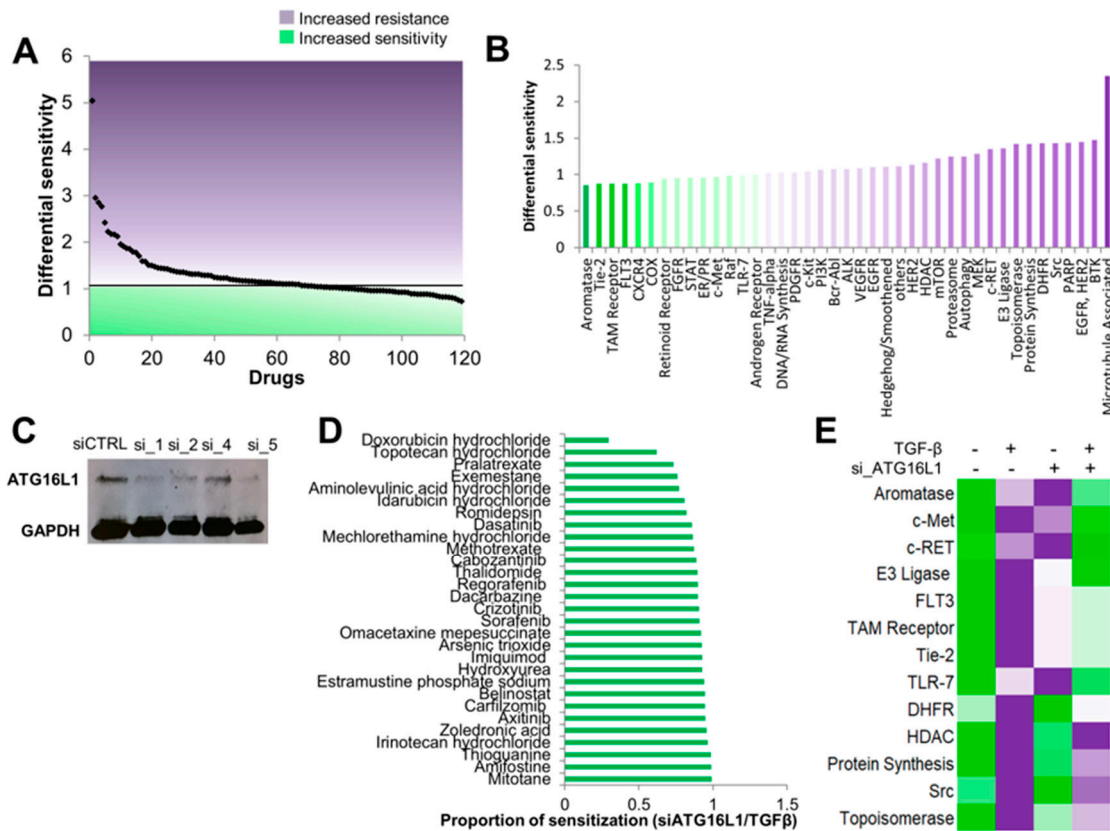 Increased resistance
Increased sensitivity
A
Differential sensitivity
6
5
4
3
2
1
0
0 20 40 60 80 100 120
Drugs
B
Differential sensitivity
2.5
2
1.5
1
0.5
0
Aromatase
Tie-2
TAM Receptor
FLT3
CXCR4
COX
Retinoid Receptor
FGFR
STAT
ER/PR
c-Met
Raf
TLR-7
Androgen Receptor
TNF-alpha
DNA/RNA Synthesis
PDGFR
c-Kit
PI3K
Bcr-Abl
ALK
VEGFR
EGFR
Hedgehog/Smoothened
others
HER2
HDAC
mTOR
Proteasome
Autophagy
MEK
c-RET
E3 Ligase
Topoisomerase
Protein Synthesis
DHFR
Src
PARP
EGFR, HER2
BTK
Microtubule Associated
C
siCTRL si_1 si_2 si_4 si_5
ATG16L1
GAPDH
D
Doxorubicin hydrochloride
Topotecan hydrochloride
Pralatrexate
Exemestane
Aminolevulinic acid hydrochloride
Idarubicin hydrochloride
Romidepsin
Dasatinib
Mechlorethamine hydrochloride
Methotrexate
Cabozantinib
Thalidomide
Regorafenib
Dacarbazine
Crizotinib
Sorafenib
Omacetaxine mepesuccinate
Arsenic trioxide
Imiquimod
Hydroxyurea
Estramustine phosphate sodium
Belinostat
Carfilzomib
Axitinib
Zoledronic acid
Irinotecan hydrochloride
Thioguanine
Amifostine
Mitotane
0 0.5 1 1.5
Proportion of sensitization (siATG16L1/TGFβ)
E
TGF-β - + - +
si_ATG16L1 - - + +
Aromatase
c-Met
c-RET
E3 Ligase
FLT3
TAM Receptor
Tie-2
TLR-7
DHFR
HDAC
Protein Synthesis
Src
Topoisomerase